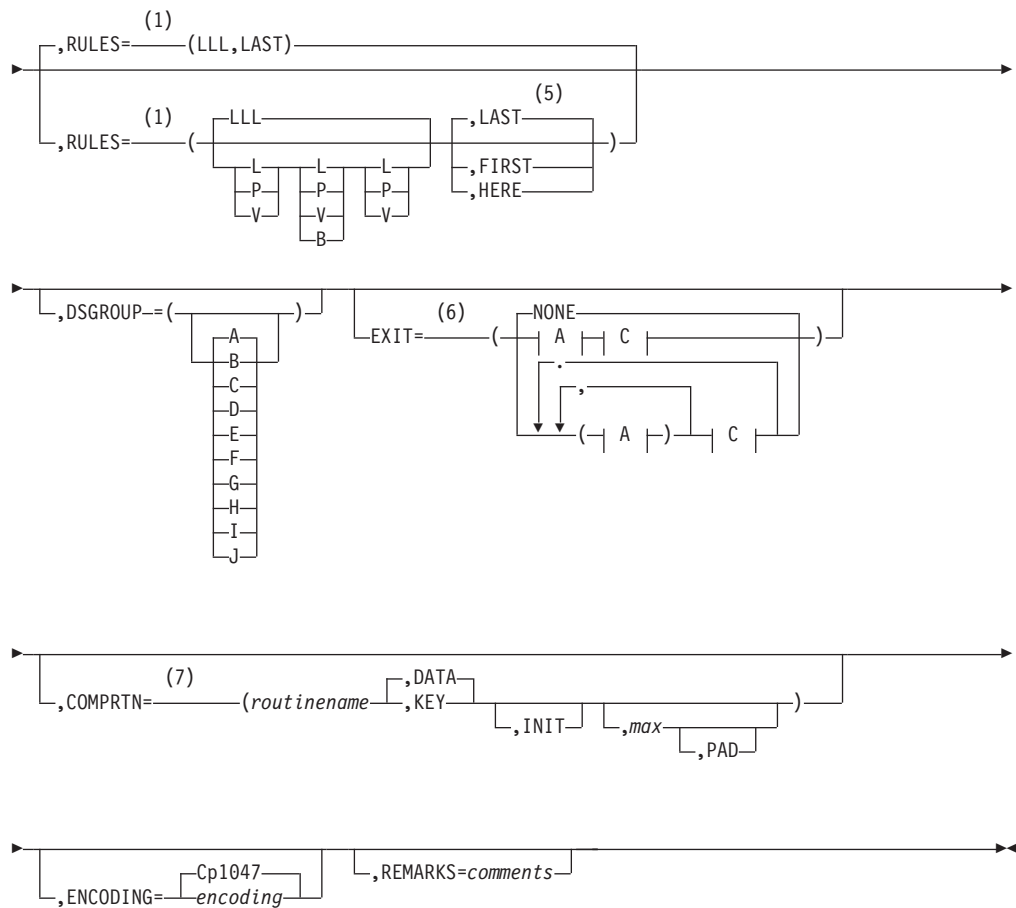 (1)
,RULES= (LLL,LAST)
(1) (5)
,RULES= ( LLL ,LAST )
L L L ,FIRST
P P P ,HERE
V V V
B
,DSGROUP =( A )
B
C
D
E
F
G
H
I
J
(6)
EXIT= ( NONE )
A C
.
,
( A ) C
(7)
,COMPRTN= (routinename ,DATA )
,KEY
,INIT ,max
,PAD
,ENCODING= Cp1047
encoding
,REMARKS=comments